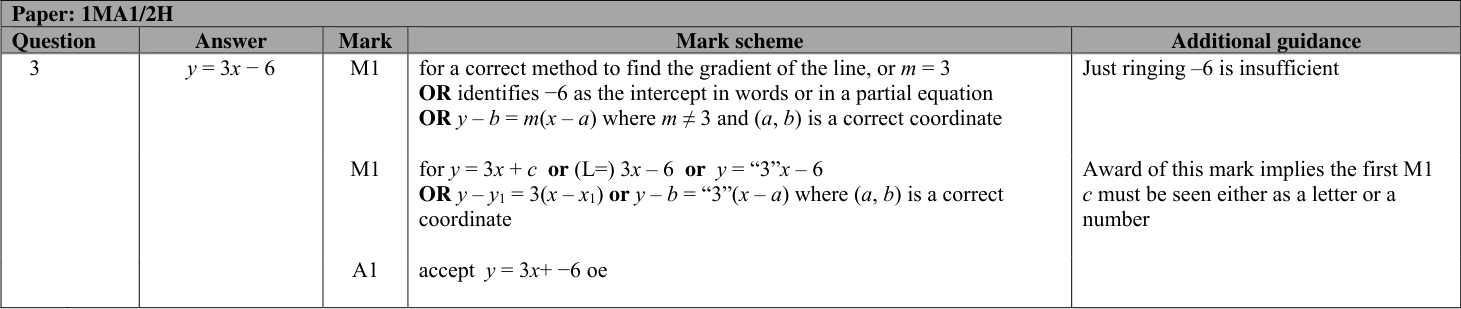 Paper: 1MA1/2H
Question Answer Mark Mark scheme Additional guidance
3 y = 3x − 6 M1 for a correct method to find the gradient of the line, or m = 3 Just ringing –6 is insufficient
OR identifies −6 as the intercept in words or in a partial equation
OR y – b = m(x – a) where m ≠ 3 and (a, b) is a correct coordinate
M1 for y = 3x + c or (L=) 3x – 6 or y = “3”x – 6 Award of this mark implies the first M1
OR y – y₁ = 3(x – x₁) or y – b = “3”(x – a) where (a, b) is a correct c must be seen either as a letter or a
coordinate number
A1 accept y = 3x+ −6 oe